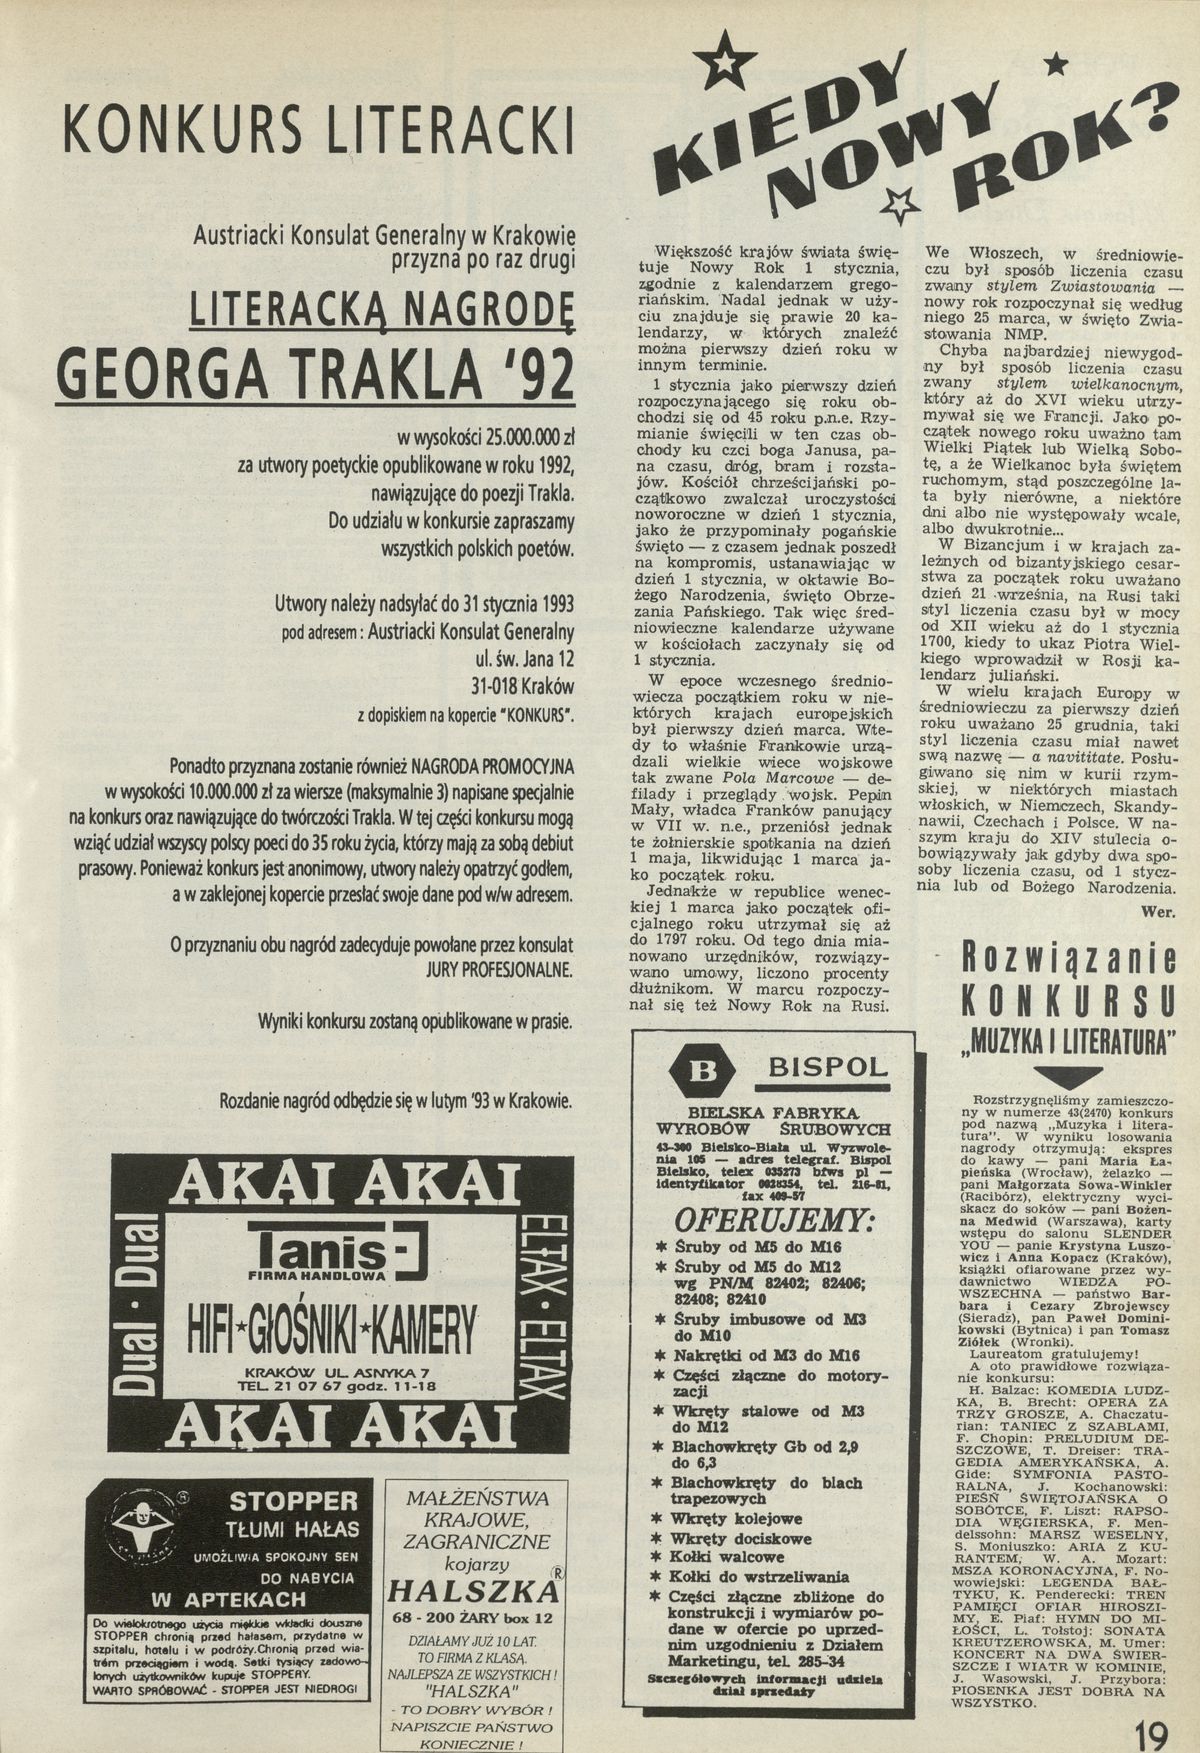 KONKURS LITERACKI
Austriacki Konsulat Generalny w Krakowie
przyzna po raz drugi
LITERACKĄ NAGRODĘ
GEORGA TRAKLA '92
w wysokości 25.000.000 zł
za utwory poetyckie opublikowane w roku 1992,
nawiązujące do poezji Trakla.
Do udziału w konkursie zapraszamy
wszystkich polskich poetów.
Utwory należy nadsyłać do 31 stycznia 1993
pod adresem : Austriacki Konsulat Generalny
ul. św. Jana 12
31-018 Kraków
z dopiskiem na kopercie "KONKURS".
Ponadto przyznana zostanie również NAGRODA PROMOCYJNA
w wysokości 10.000.000 zł za wiersze (maksymalnie 3) napisane specjalnie
na konkurs oraz nawiązujące do twórczości Trakla. W tej części konkursu mogą
wziąć udział wszyscy polscy poeci do 35 roku życia, którzy mają za sobą debiut
prasowy. Ponieważ konkurs jest anonimowy, utwory należy opatrzyć godłem,
a w zaklejonej kopercie przesłać swoje dane pod w/w adresem.
O przyznaniu obu nagród zadecyduje powołane przez konsulat
JURY PROFESJONALNE.
Wyniki konkursu zostaną opublikowane w prasie.
Rozdanie nagród odbędzie się w lutym '93 w Krakowie.
AKAI AKAI
Dual · Dual
Tanis
FIRMA HANDLOWA
HIFI★GŁOŚNIKI★KAMERY
KRAKÓW UL. ASNYKA 7
TEL. 21 07 67 godz. 11-18
ELTAX · ELTAX
AKAI AKAI
®
STOPPER
TŁUMI HAŁAS
UMOŻLIWIA SPOKOJNY SEN
DO NABYCIA
W APTEKACH
Do wielokrotnego użycia miękkie wkładki douszne
STOPPER chronią przed hałasem, przydatne w
szpitalu, hotelu i w podróży.Chronią przed wia-
trem przeciągiem i wodą. Setki tysięcy zadowo-
lonych użytkowników kupuje STOPPERY.
WARTO SPRÓBOWAĆ - STOPPER JEST NIEDROGI
MAŁŻEŃSTWA
KRAJOWE,
ZAGRANICZNE
kojarzy
HALSZKA ®
68 - 200 ŻARY box 12
DZIAŁAMY JUŻ 10 LAT.
TO FIRMA Z KLASĄ.
NAJLEPSZA ZE WSZYSTKICH !
"HALSZKA"
- TO DOBRY WYBÓR !
NAPISZCIE PAŃSTWO
KONIECZNIE !
KIEDY
NOWY
ROK?
Większość krajów świata świę-
tuje Nowy Rok 1 stycznia,
zgodnie z kalendarzem grego-
riańskim. Nadal jednak w uży-
ciu znajduje się prawie 20 ka-
lendarzy, w których znaleźć
można pierwszy dzień roku w
innym terminie.
1 stycznia jako pierwszy dzień
rozpoczynającego się roku ob-
chodzi się od 45 roku p.n.e. Rzy-
mianie święcili w ten czas ob-
chody ku czci boga Janusa, pa-
na czasu, dróg, bram i rozsta-
jów. Kościół chrześcijański po-
czątkowo zwalczał uroczystości
noworoczne w dzień 1 stycznia,
jako że przypominały pogańskie
święto — z czasem jednak poszedł
na kompromis, ustanawiając w
dzień 1 stycznia, w oktawie Bo-
żego Narodzenia, święto Obrze-
zania Pańskiego. Tak więc śred-
niowieczne kalendarze używane
w kościołach zaczynały się od
1 stycznia.
W epoce wczesnego średnio-
wiecza początkiem roku w nie-
których krajach europejskich
był pierwszy dzień marca. Wte-
dy to właśnie Frankowie urzą-
dzali wielkie wiece wojskowe
tak zwane Pola Marcowe — de-
filady i przeglądy wojsk. Pepin
Mały, władca Franków panujący
w VII w. n.e., przeniósł jednak
te żołnierskie spotkania na dzień
1 maja, likwidując 1 marca ja-
ko początek roku.
Jednakże w republice wenec-
kiej 1 marca jako początek ofi-
cjalnego roku utrzymał się aż
do 1797 roku. Od tego dnia mia-
nowano urzędników, rozwiązy-
wano umowy, liczono procenty
dłużnikom. W marcu rozpoczy-
nał się też Nowy Rok na Rusi.
We Włoszech, w średniowie-
czu był sposób liczenia czasu
zwany stylem Zwiastowania —
nowy rok rozpoczynał się według
niego 25 marca, w święto Zwia-
stowania NMP.
Chyba najbardziej niewygod-
ny był sposób liczenia czasu
zwany stylem wielkanocnym,
który aż do XVI wieku utrzy-
mywał się we Francji. Jako po-
czątek nowego roku uważno tam
Wielki Piątek lub Wielką Sobo-
tę, a że Wielkanoc była świętem
ruchomym, stąd poszczególne la-
ta były nierówne, a niektóre
dni albo nie występowały wcale,
albo dwukrotnie...
W Bizancjum i w krajach za-
leżnych od bizantyjskiego cesar-
stwa za początek roku uważano
dzień 21 września, na Rusi taki
styl liczenia czasu był w mocy
od XII wieku aż do 1 stycznia
1700, kiedy to ukaz Piotra Wiel-
kiego wprowadził w Rosji ka-
lendarz juliański.
W wielu krajach Europy w
średniowieczu za pierwszy dzień
roku uważano 25 grudnia, taki
styl liczenia czasu miał nawet
swą nazwę — a navititate. Posłu-
giwano się nim w kurii rzym-
skiej, w niektórych miastach
włoskich, w Niemczech, Skandy-
nawii, Czechach i Polsce. W na-
szym kraju do XIV stulecia o-
bowiązywały jak gdyby dwa spo-
soby liczenia czasu, od 1 stycz-
nia lub od Bożego Narodzenia.
Wer.
B BISPOL
BIELSKA FABRYKA
WYROBÓW ŚRUBOWYCH
43-300 Bielsko-Biała ul. Wyzwole-
nia 105 — adres telegraf. Bispol
Bielsko, telex 035273 bfws pl —
identyfikator 0028354, tel. 216-81,
fax 409-57
OFERUJEMY:
* Śruby od M5 do M16
* Śruby od M5 do M12
wg PN/M 82402; 82406;
82408; 82410
* Śruby imbusowe od M3
do M10
* Nakrętki od M3 do M16
* Części złączne do motory-
zacji
* Wkręty stalowe od M3
do M12
* Blachowkręty Gb od 2,9
do 6,3
* Blachowkręty do blach
trapezowych
* Wkręty kolejowe
* Wkręty dociskowe
* Kołki walcowe
* Kołki do wstrzeliwania
* Części złączne zbliżone do
konstrukcji i wymiarów po-
dane w ofercie po uprzed-
nim uzgodnieniu z Działem
Marketingu, tel. 285-34
Szczegółowych informacji udziela
dział sprzedaży
Rozwiązanie
KONKURSU
„MUZYKA I LITERATURA”
Rozstrzygnęliśmy zamieszczo-
ny w numerze 43(2470) konkurs
pod nazwą „Muzyka i litera-
tura”. W wyniku losowania
nagrody otrzymują: ekspres
do kawy — pani Maria Ła-
pieńska (Wrocław), żelazko —
pani Małgorzata Sowa-Winkler
(Racibórz), elektryczny wyci-
skacz do soków — pani Bożen-
na Medwid (Warszawa), karty
wstępu do salonu SLENDER
YOU — panie Krystyna Luszo-
wicz i Anna Kopacz (Kraków),
książki ofiarowane przez wy-
dawnictwo WIEDZA PO-
WSZECHNA — państwo Bar-
bara i Cezary Zbrojewscy
(Sieradz), pan Paweł Domini-
kowski (Bytnica) i pan Tomasz
Ziółek (Wronki).
Laureatom gratulujemy!
A oto prawidłowe rozwiąza-
nie konkursu:
H. Balzac: KOMEDIA LUDZ-
KA, B. Brecht: OPERA ZA
TRZY GROSZE, A. Chaczatu-
rian: TANIEC Z SZABLAMI,
F. Chopin: PRELUDIUM DE-
SZCZOWE, T. Dreiser: TRA-
GEDIA AMERYKAŃSKA, A.
Gide: SYMFONIA PASTO-
RALNA, J. Kochanowski:
PIEŚŃ ŚWIĘTOJAŃSKA O
SOBÓTCE, F. Liszt: RAPSO-
DIA WĘGIERSKA, F. Men-
delssohn: MARSZ WESELNY,
S. Moniuszko: ARIA Z KU-
RANTEM, W. A. Mozart:
MSZA KORONACYJNA, F. No-
wowiejski: LEGENDA BAŁ-
TYKU, K. Penderecki: TREN
PAMIĘCI OFIAR HIROSZI-
MY, E. Piaf: HYMN DO MI-
ŁOŚCI, L. Tołstoj: SONATA
KREUTZEROWSKA, M. Umer:
KONCERT NA DWA ŚWIER-
SZCZE I WIATR W KOMINIE,
J. Wasowski, J. Przybora:
PIOSENKA JEST DOBRA NA
WSZYSTKO.
19